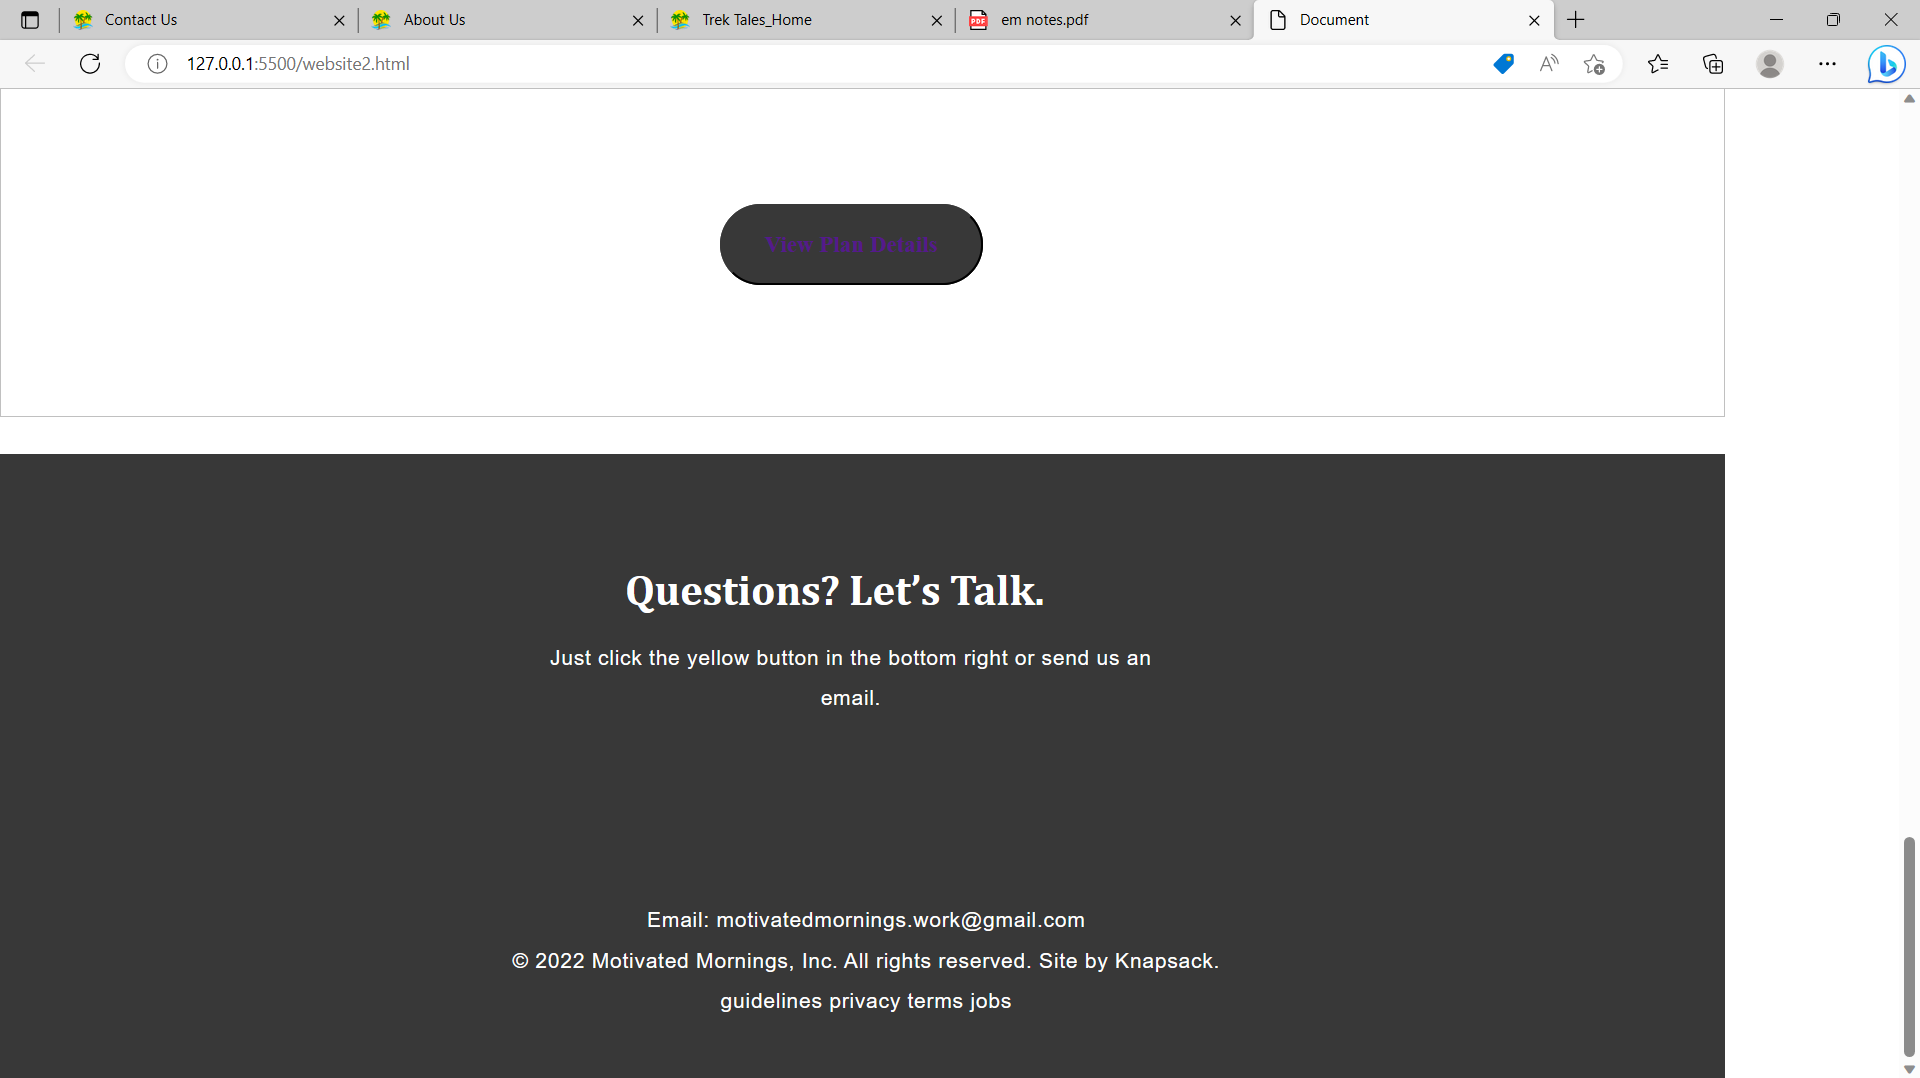 Contact Us
About Us
Trek Tales_Home
em notes.pdf
Document
127.0.0.1:5500/website2.html
View Plan Details
Questions? Let’s Talk.
Just click the yellow button in the bottom right or send us an
email.
Email: motivatedmornings.work@gmail.com
© 2022 Motivated Mornings, Inc. All rights reserved. Site by Knapsack.
guidelines privacy terms jobs